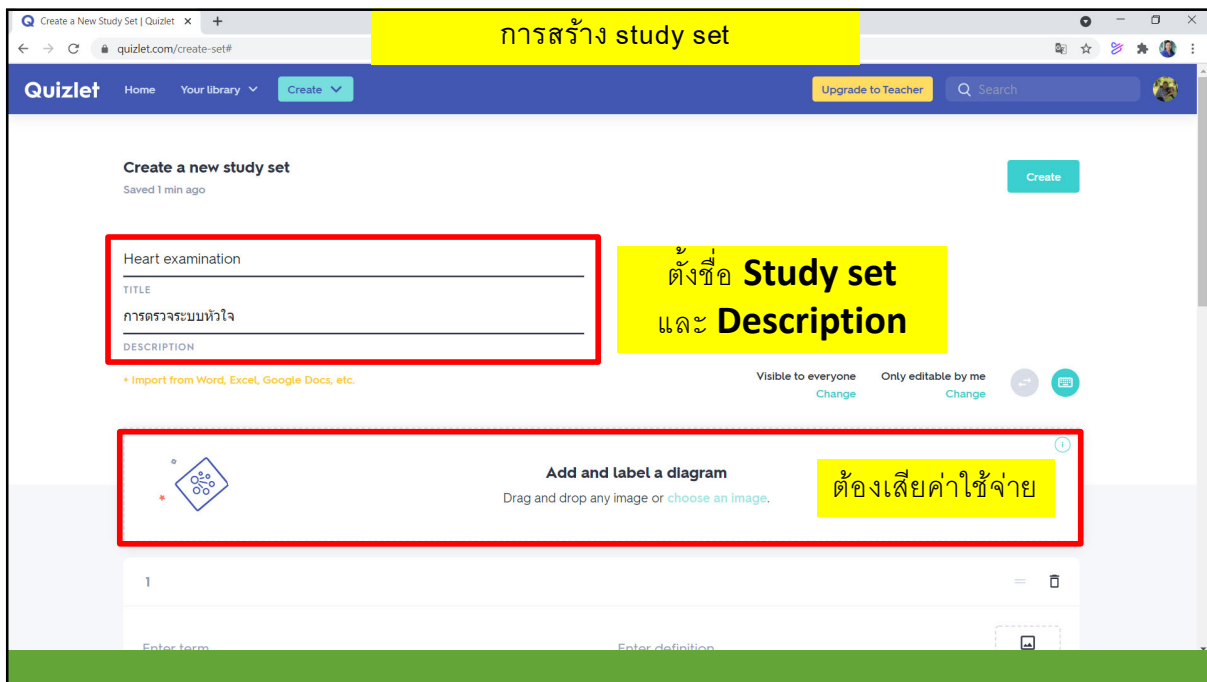 Create a New Study Set | Quizlet
การสร้าง study set
quizlet.com/create-set#
Quizlet Home Your library Create Upgrade to Teacher Search
Create a new study set
Saved 1 min ago
Create
Heart examination
TITLE
การตรวจระบบหัวใจ
DESCRIPTION
ตั้งชื่อ Study set
และ Description
+ Import from Word, Excel, Google Docs, etc.
Visible to everyone Only editable by me
Change Change
Add and label a diagram
Drag and drop any image or choose an image.
ต้องเสียค่าใช้จ่าย
1
Enter term Enter definition